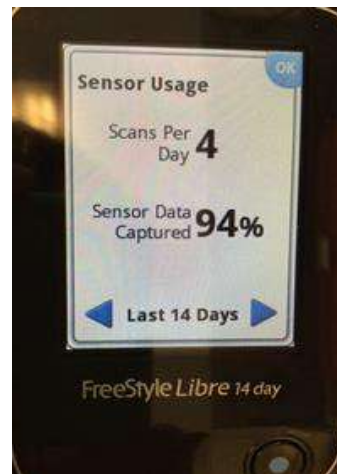 OK
Sensor Usage
Scans Per
Day 4
Sensor Data
Captured 94%
Last 14 Days
FreeStyle Libre 14 day